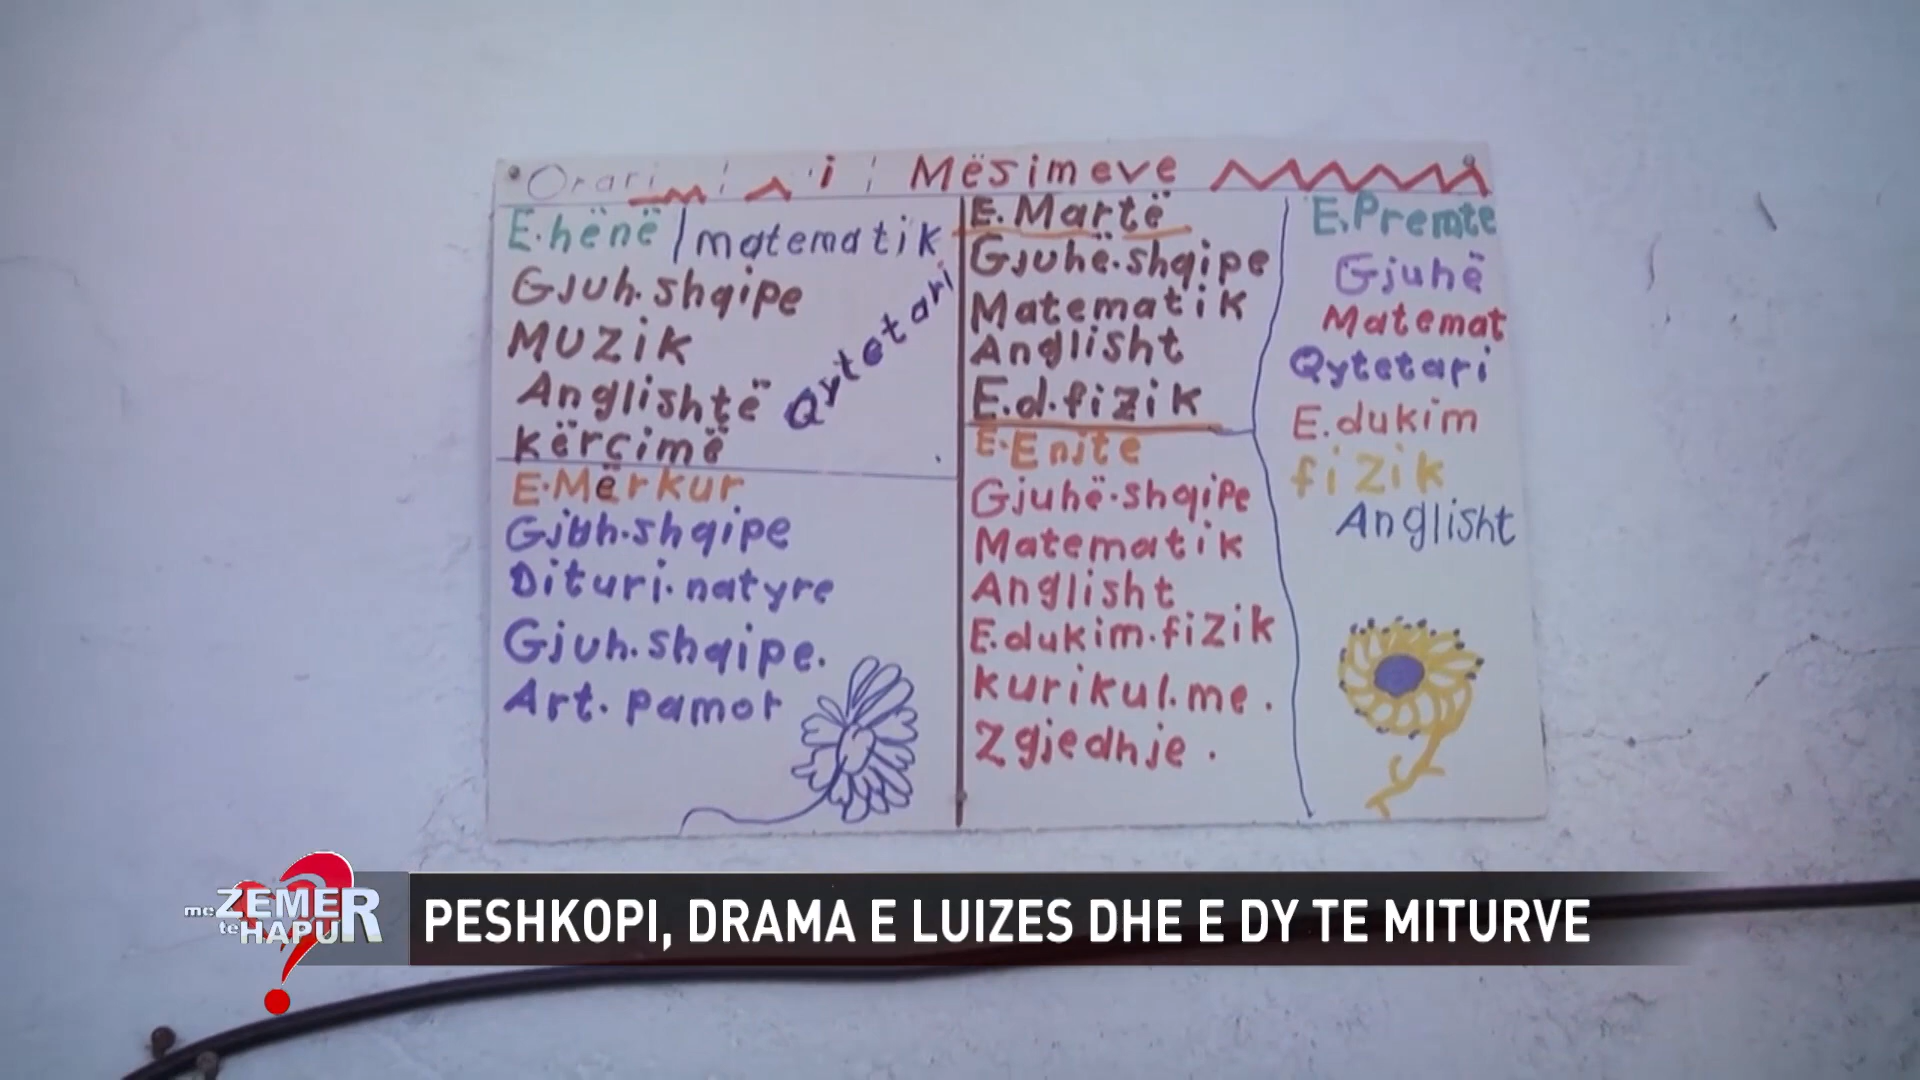 Orari i Mësimeve
E.hënë / matematik
Gjuh.shqipe
Muzik
Anglishtë
kërcimë
Qytetari
E.Mërkur
Gjuh.shqipe
Dituri.natyre
Gjuh.shqipe.
Art.pamor
E.Martë
Gjuhë.shqipe
Matematik
Anglisht
E.d.fizik
E.Enjte
Gjuhë.shqipe
Matematik
Anglisht
E.dukim.fizik
kurikul.me.
Zgjedhje.
E.Premte
Gjuhë
Matemat
Qytetari
E.dukim
fizik
Anglisht
me ZEMER
te HAPUR
PESHKOPI, DRAMA E LUIZES DHE E DY TE MITURVE